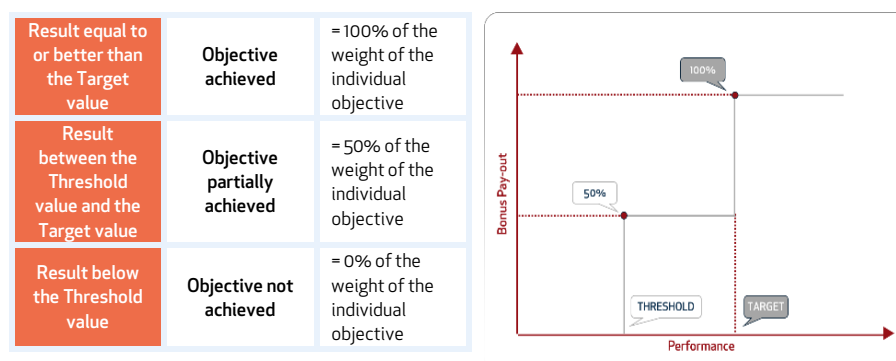 Result equal to
or better than
the Target
value
Objective
achieved
= 100% of the
weight of the
individual
objective
Result
between the
Threshold
value and the
Target value
Objective
partially
achieved
= 50% of the
weight of the
individual
objective
Result below
the Threshold
value
Objective not
achieved
= 0% of the
weight of the
individual
objective
Bonus Pay-out
100%
50%
THRESHOLD
TARGET
Performance